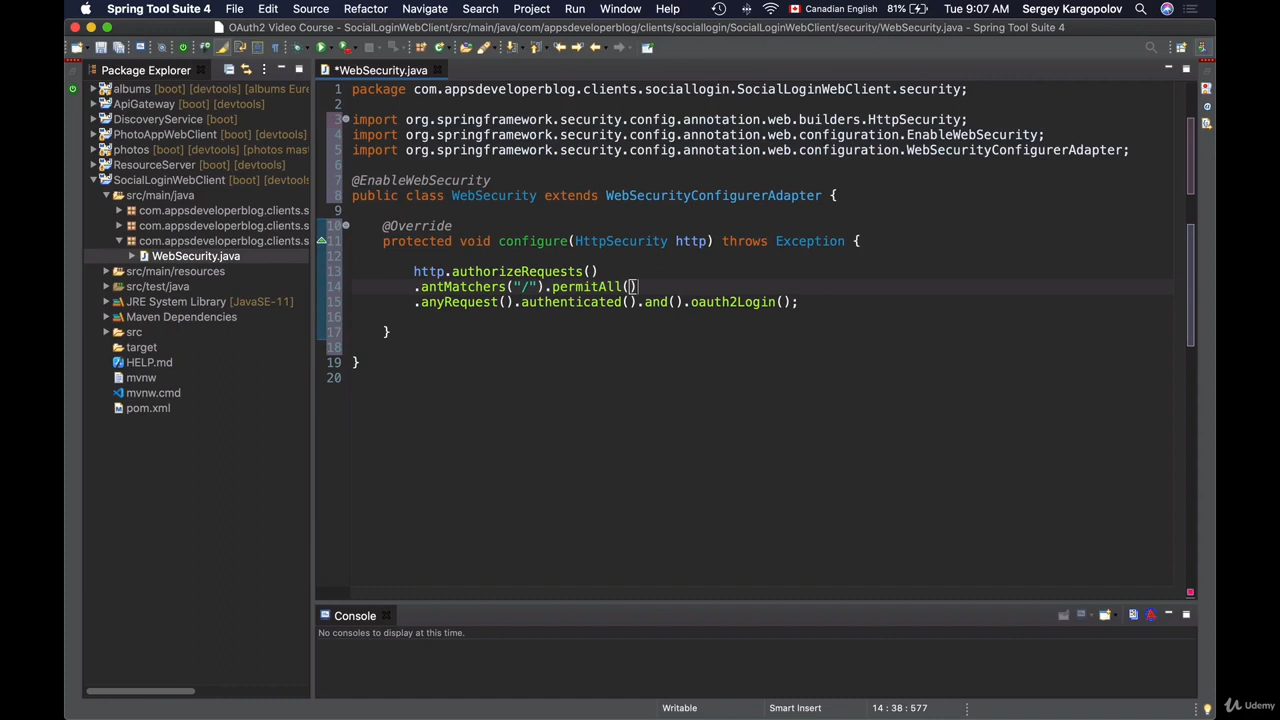 Spring Tool Suite 4 File Edit Source Refactor Navigate Search Project Run Window Help Canadian English 81% Tue 9:07 AM Sergey Kargopolov
OAuth2 Video Course - SocialLoginWebClient/src/main/java/com/appsdeveloperblog/clients/sociallogin/SocialLoginWebClient/security/WebSecurity.java - Spring Tool Suite 4
Package Explorer
albums [boot] [devtools] [albums Eure
ApiGateway [boot] [devtools]
DiscoveryService [boot]
PhotoAppWebClient [boot] [devtools]
photos [boot] [devtools] [photos mast
ResourceServer [boot] [devtools]
SocialLoginWebClient [boot] [devtools]
src/main/java
com.appsdeveloperblog.clients.s
com.appsdeveloperblog.clients.s
com.appsdeveloperblog.clients.s
WebSecurity.java
src/main/resources
src/test/java
JRE System Library [JavaSE-11]
Maven Dependencies
src
target
HELP.md
mvnw
mvnw.cmd
pom.xml
*WebSecurity.java
1 package com.appsdeveloperblog.clients.sociallogin.SocialLoginWebClient.security;
2
3 import org.springframework.security.config.annotation.web.builders.HttpSecurity;
4 import org.springframework.security.config.annotation.web.configuration.EnableWebSecurity;
5 import org.springframework.security.config.annotation.web.configuration.WebSecurityConfigurerAdapter;
6
7 @EnableWebSecurity
8 public class WebSecurity extends WebSecurityConfigurerAdapter {
9
10 @Override
11 protected void configure(HttpSecurity http) throws Exception {
12
13 http.authorizeRequests()
14 .antMatchers("/").permitAll()
15 .anyRequest().authenticated().and().oauth2Login();
16
17 }
18
19 }
20
Console
No consoles to display at this time.
Writable Smart Insert 14 : 38 : 577
Udemy